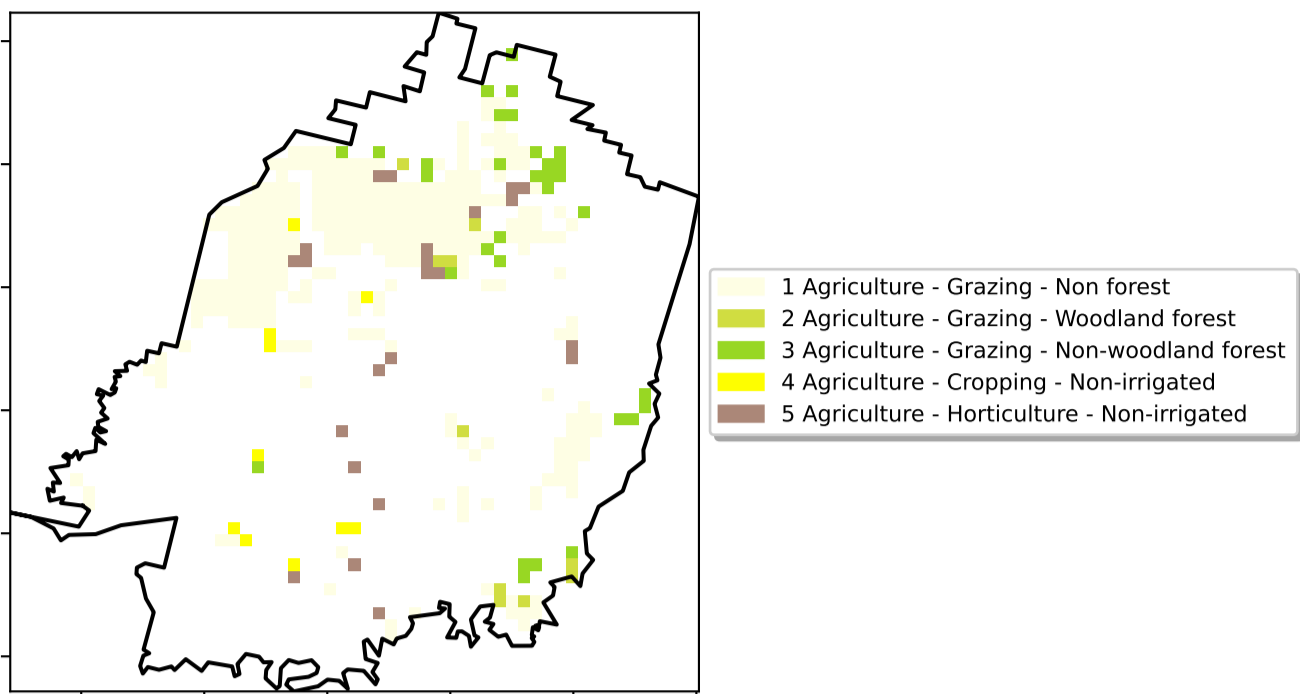 1 Agriculture - Grazing - Non forest
2 Agriculture - Grazing - Woodland forest
3 Agriculture - Grazing - Non-woodland forest
4 Agriculture - Cropping - Non-irrigated
5 Agriculture - Horticulture - Non-irrigated